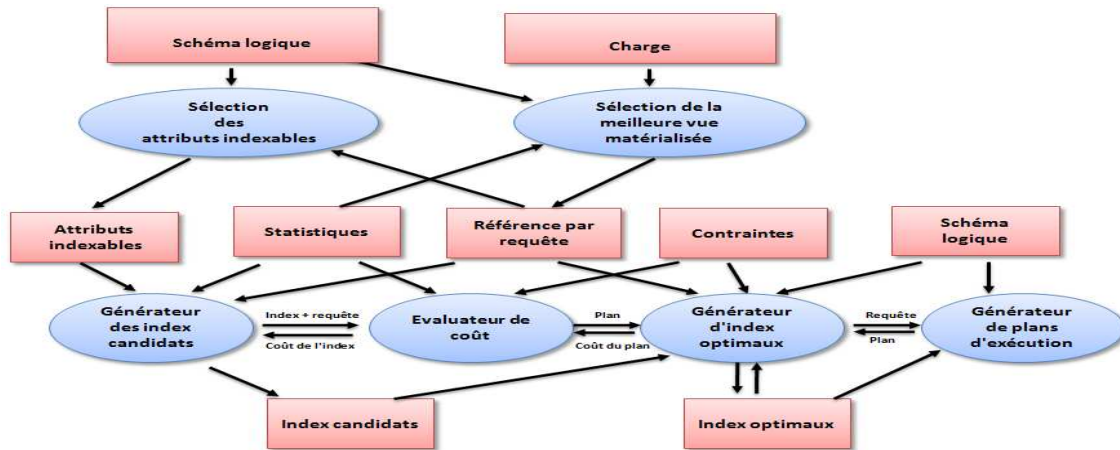 Schéma logique
Charge
Sélection
des
attributs indexables
Sélection de la
meilleure vue
matérialisée
Attributs
indexables
Statistiques
Référence par
requête
Contraintes
Schéma
logique
Générateur
des index
candidats
Index + requête
Coût de l'index
Evaluateur de
coût
Plan
Coût du plan
Générateur
d'index
optimaux
Requête
Plan
Générateur
de plans
d'exécution
Index candidats
Index optimaux